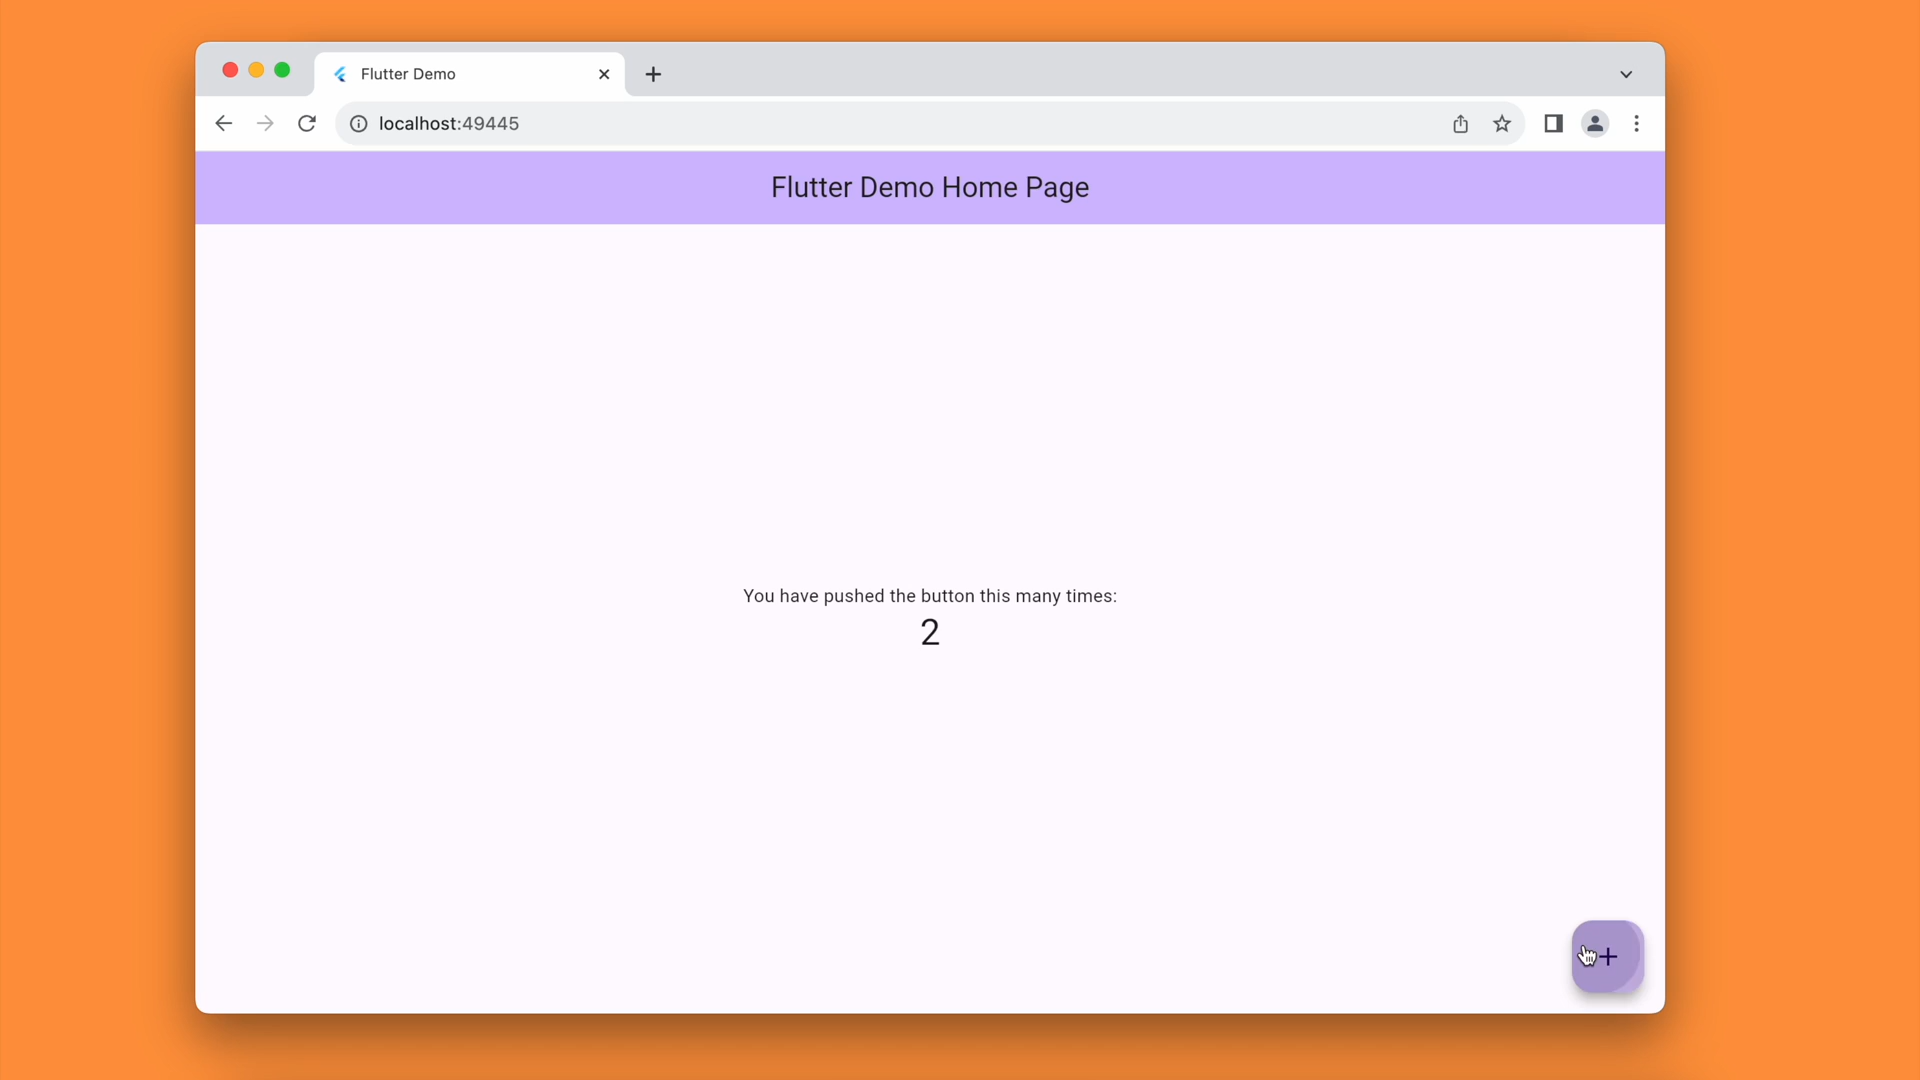 Flutter Demo
localhost:49445
Flutter Demo Home Page
You have pushed the button this many times:
2